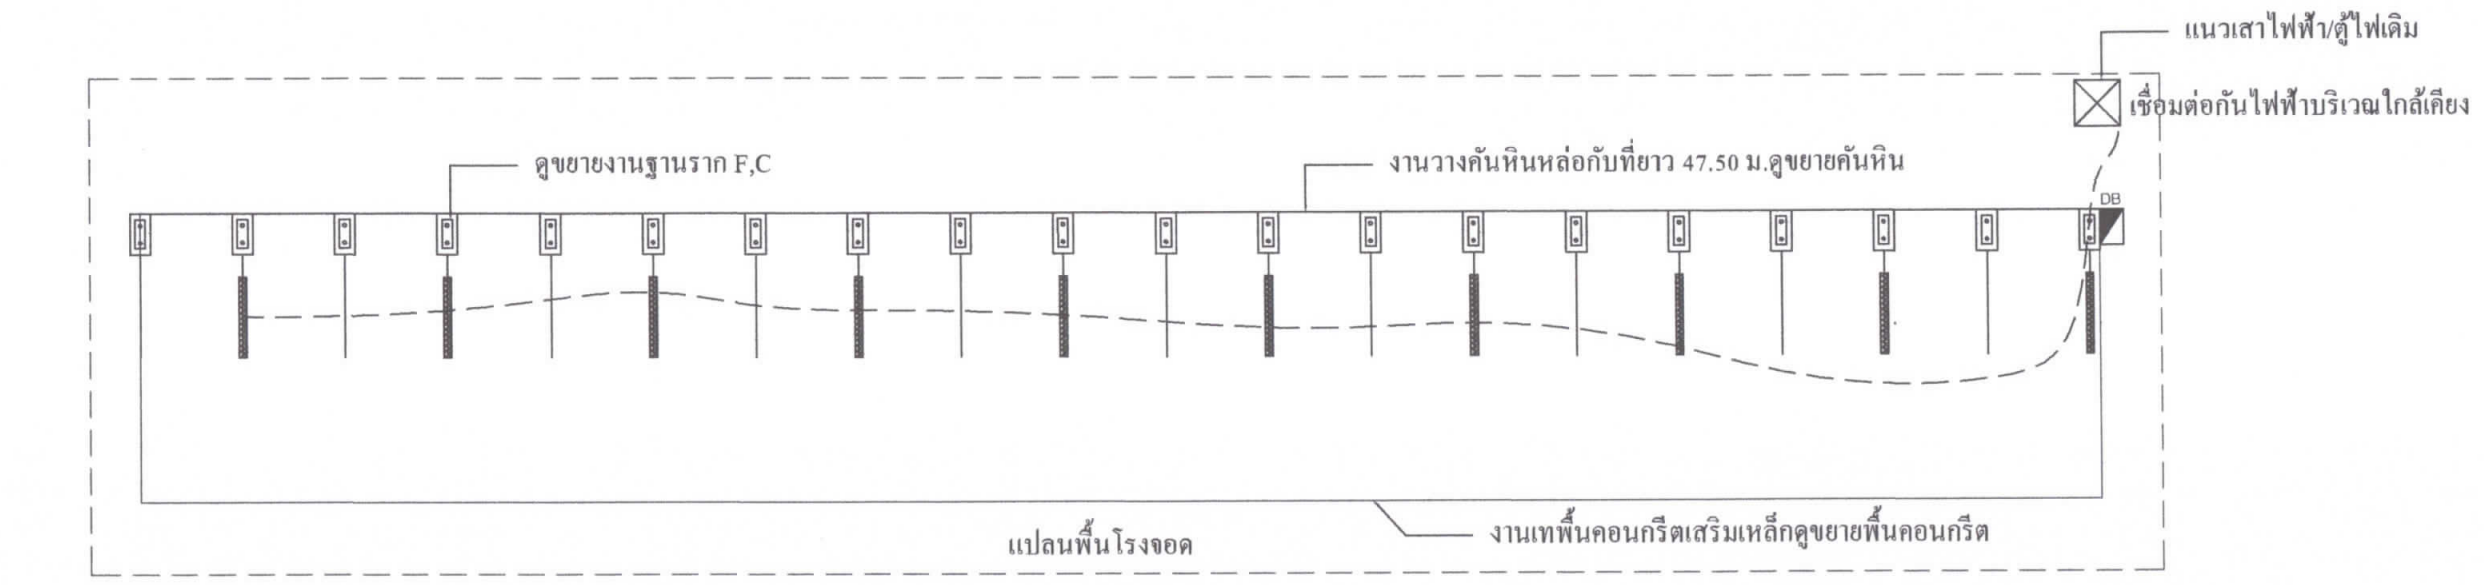 แนวเสาไฟฟ้า/ตู้ไฟเดิม
เชื่อมต่อกันไฟฟ้าบริเวณใกล้เคียง
ดูขยายงานฐานราก F,C
งานวางคันหินหล่อกับที่ยาว 47.50 ม.ดูขยายคันหิน
DB
งานเทพื้นคอนกรีตเสริมเหล็กดูขยายพื้นคอนกรีต
แปลนพื้นโรงจอด